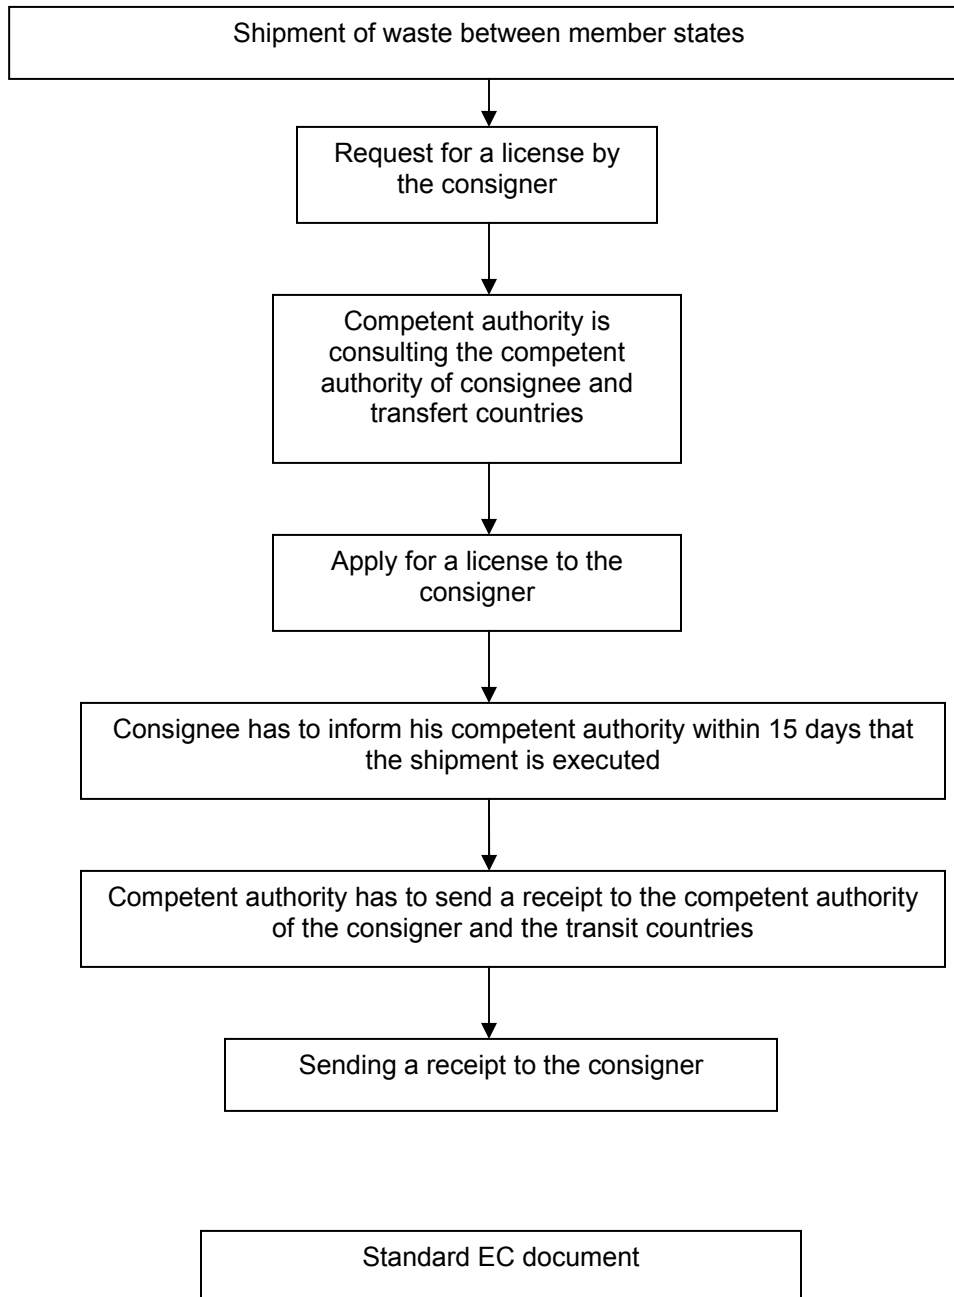 Shipment of waste between member states
Request for a license by
the consigner
Competent authority is
consulting the competent
authority of consignee and
transfert countries
Apply for a license to the
consigner
Consignee has to inform his competent authority within 15 days that
the shipment is executed
Competent authority has to send a receipt to the competent authority
of the consigner and the transit countries
Sending a receipt to the consigner
Standard EC document